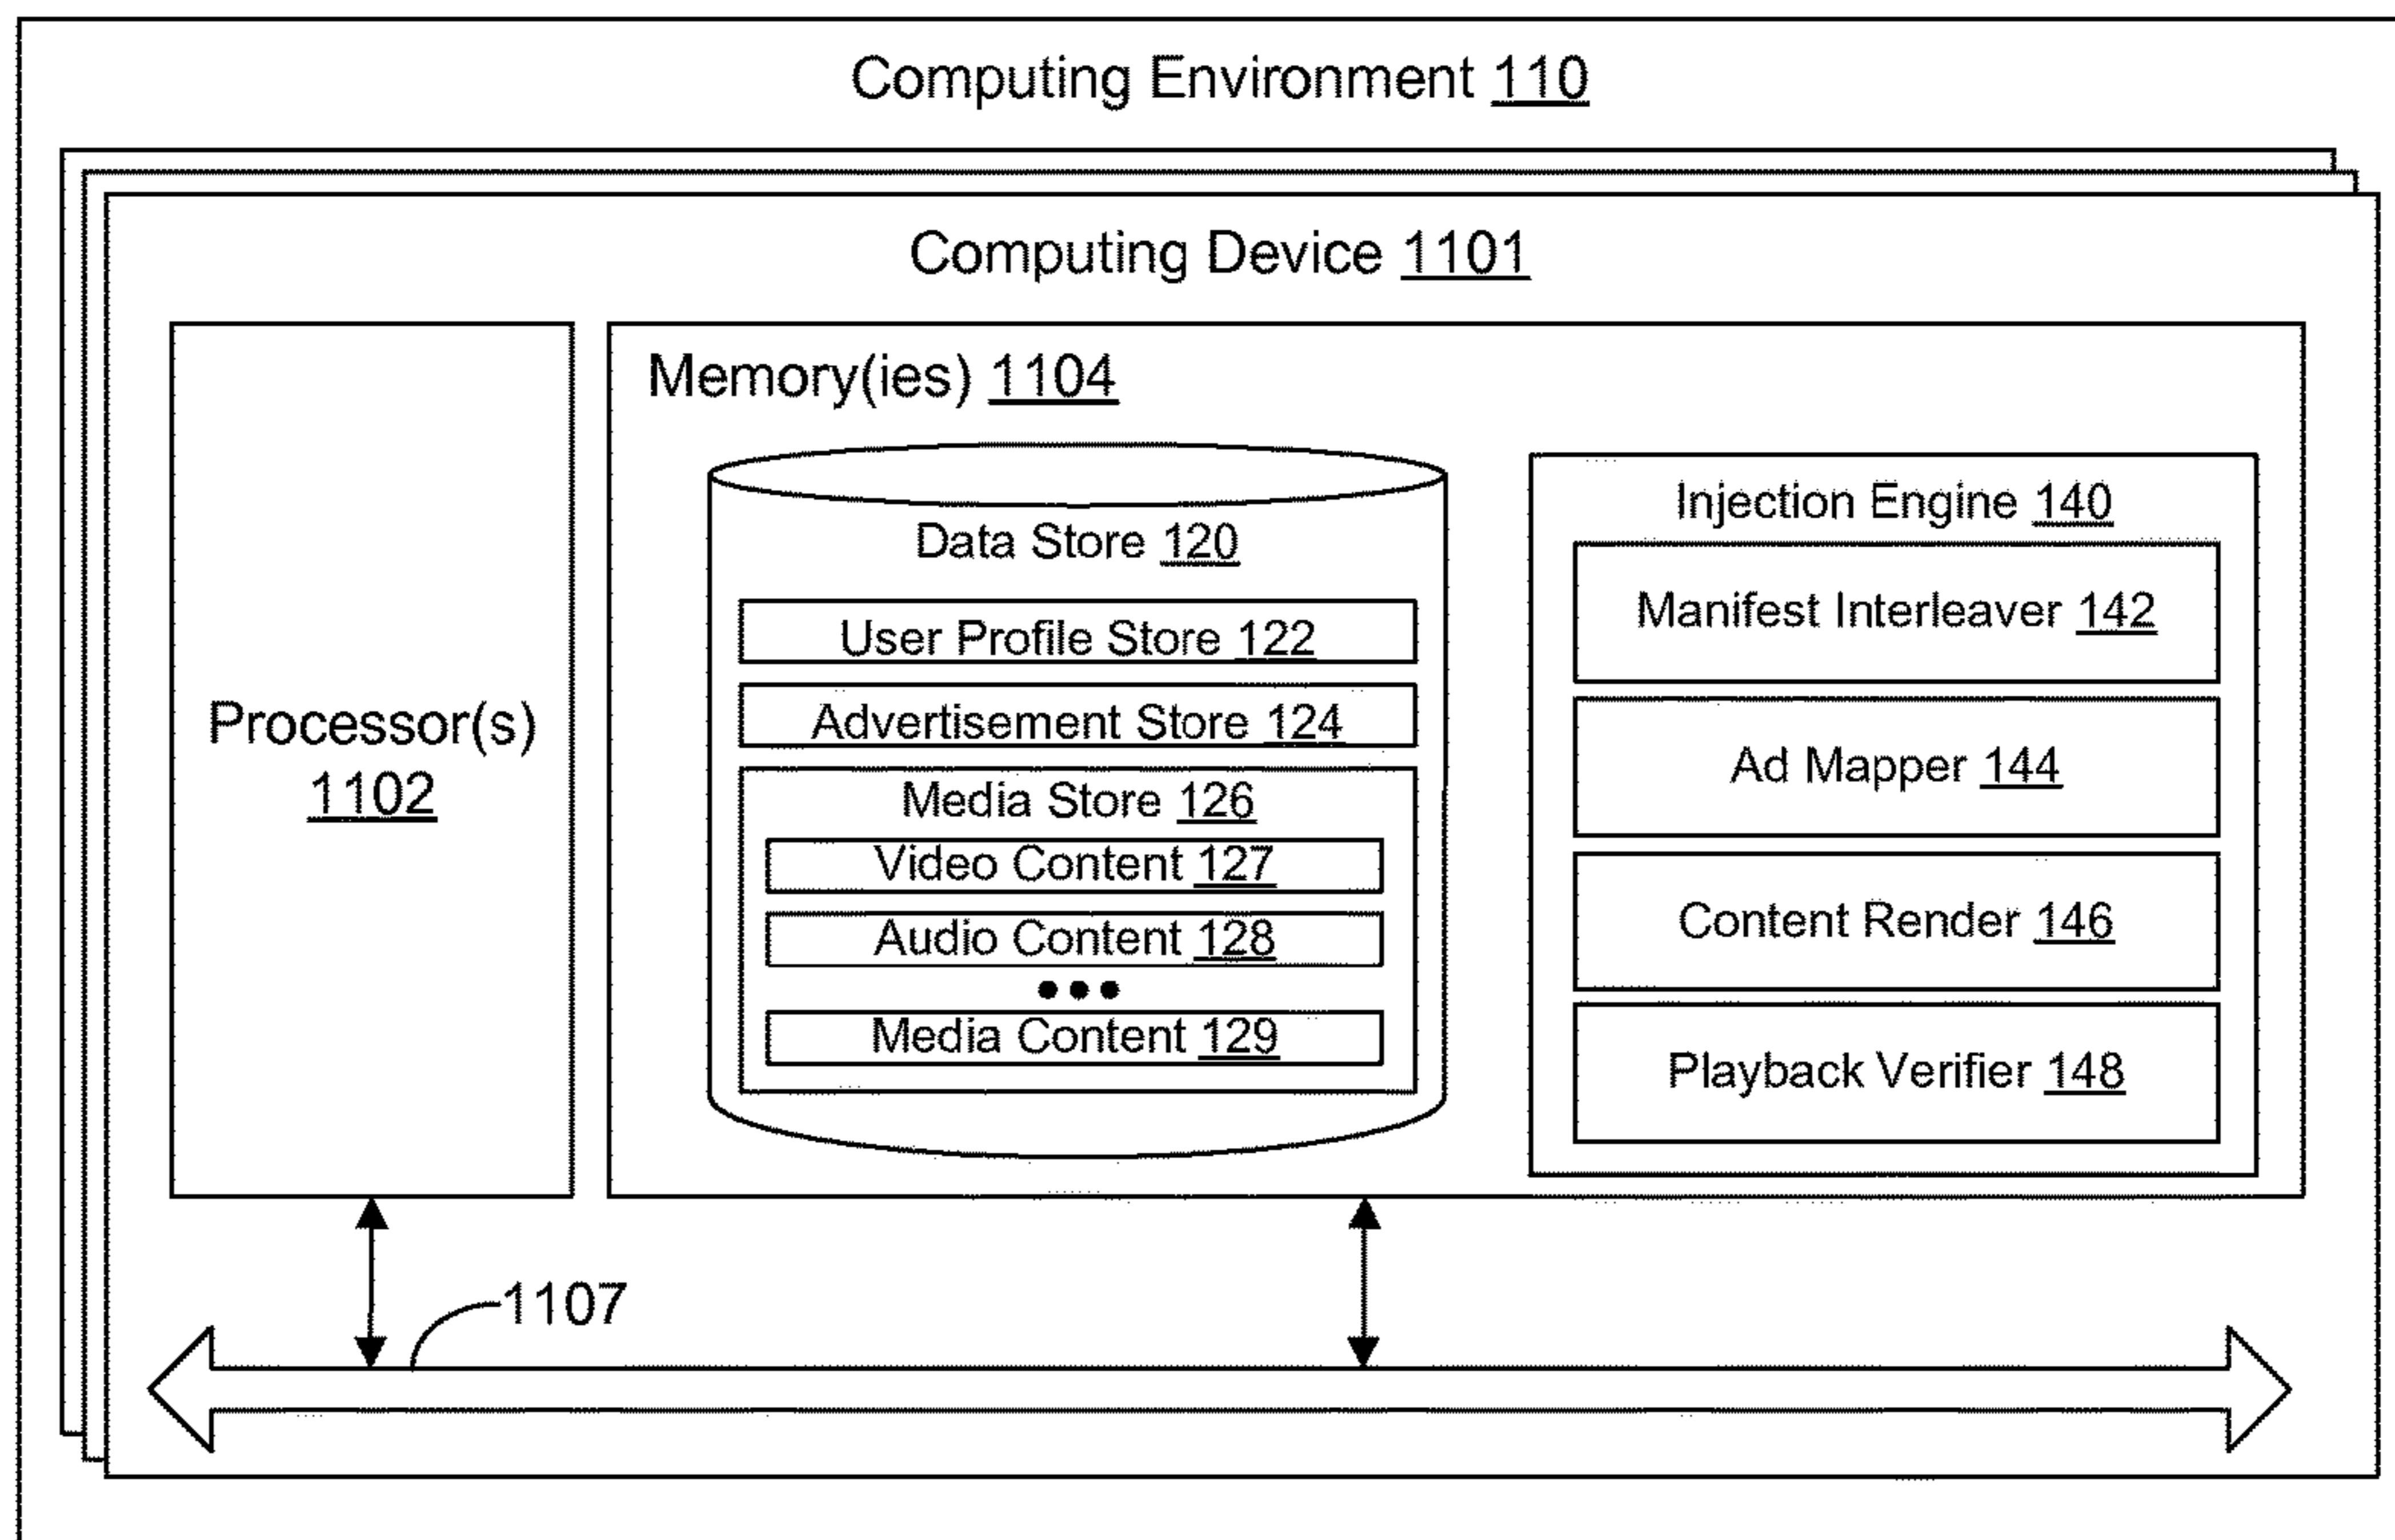 Computing Environment 110
Computing Device 1101
Processor(s)
1102
Memory(ies) 1104
Data Store 120
User Profile Store 122
Advertisement Store 124
Media Store 126
Video Content 127
Audio Content 128
•••
Media Content 129
Injection Engine 140
Manifest Interleaver 142
Ad Mapper 144
Content Render 146
Playback Verifier 148
1107